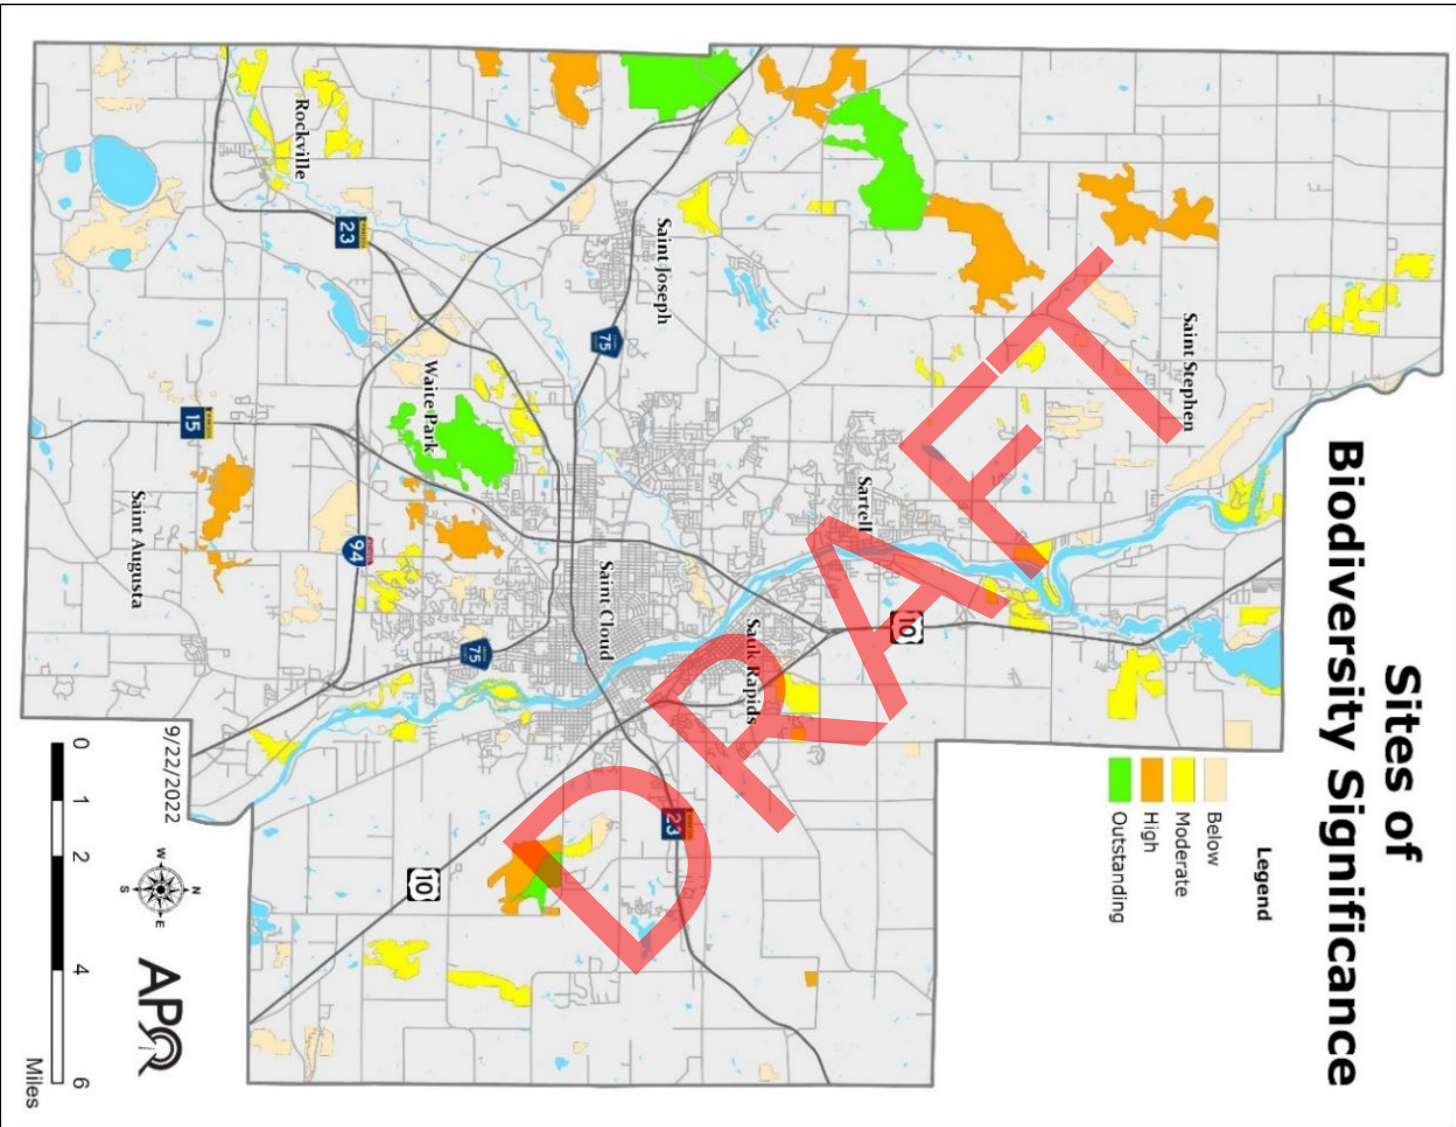 Sites of
Biodiversity Significance
Legend
Below
Moderate
High
Outstanding
Saint Stephen
Sartell
10
Sauk Rapids
Saint Joseph
75
Saint Cloud
23
Rockville
23
Waite Park
75
94
15
Saint Augusta
10
DRAFT
9/22/2022
N
W
E
S
APO
0 1 2 4 6
Miles